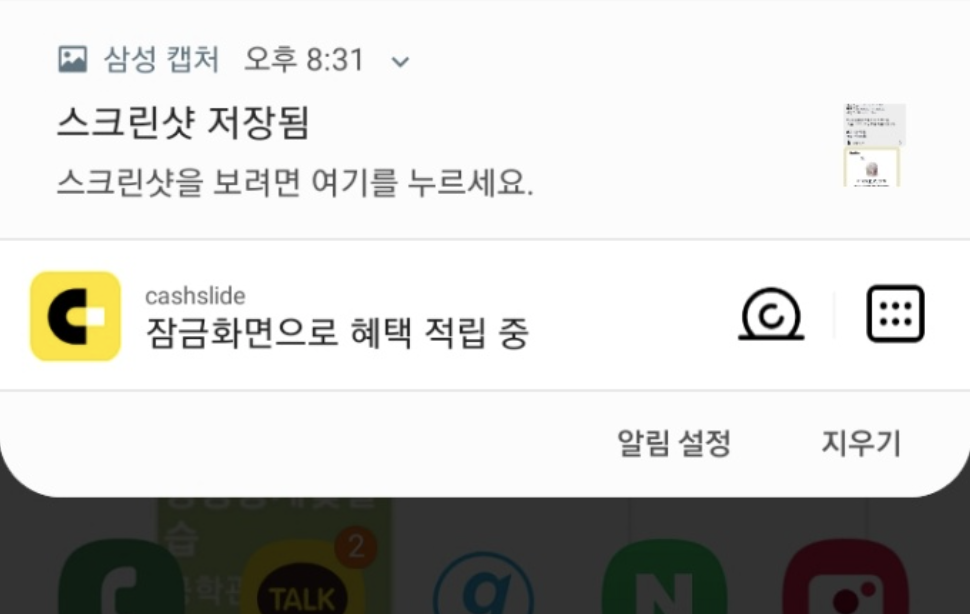 삼성 캡처 오후 8:31
스크린샷 저장됨
스크린샷을 보려면 여기를 누르세요.
cashslide
잠금화면으로 혜택 적립 중
알림 설정 지우기
습
2
TALK